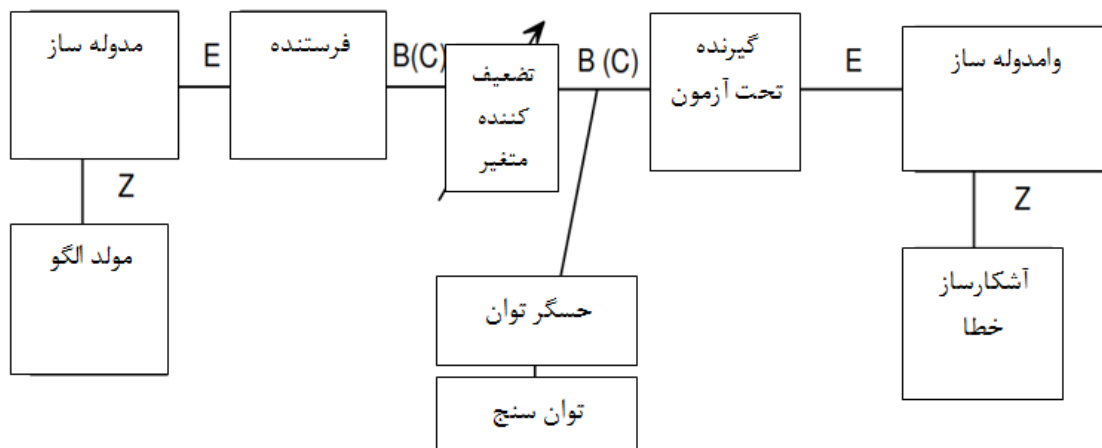 مدوله ساز
E
فرستنده
B(C)
تضعیف
کننده
متغیر
B (C)
گیرنده
تحت آزمون
E
وامدوله ساز
Z
مولد الگو
Z
آشکارساز
خطا
حسگر توان
توان سنج